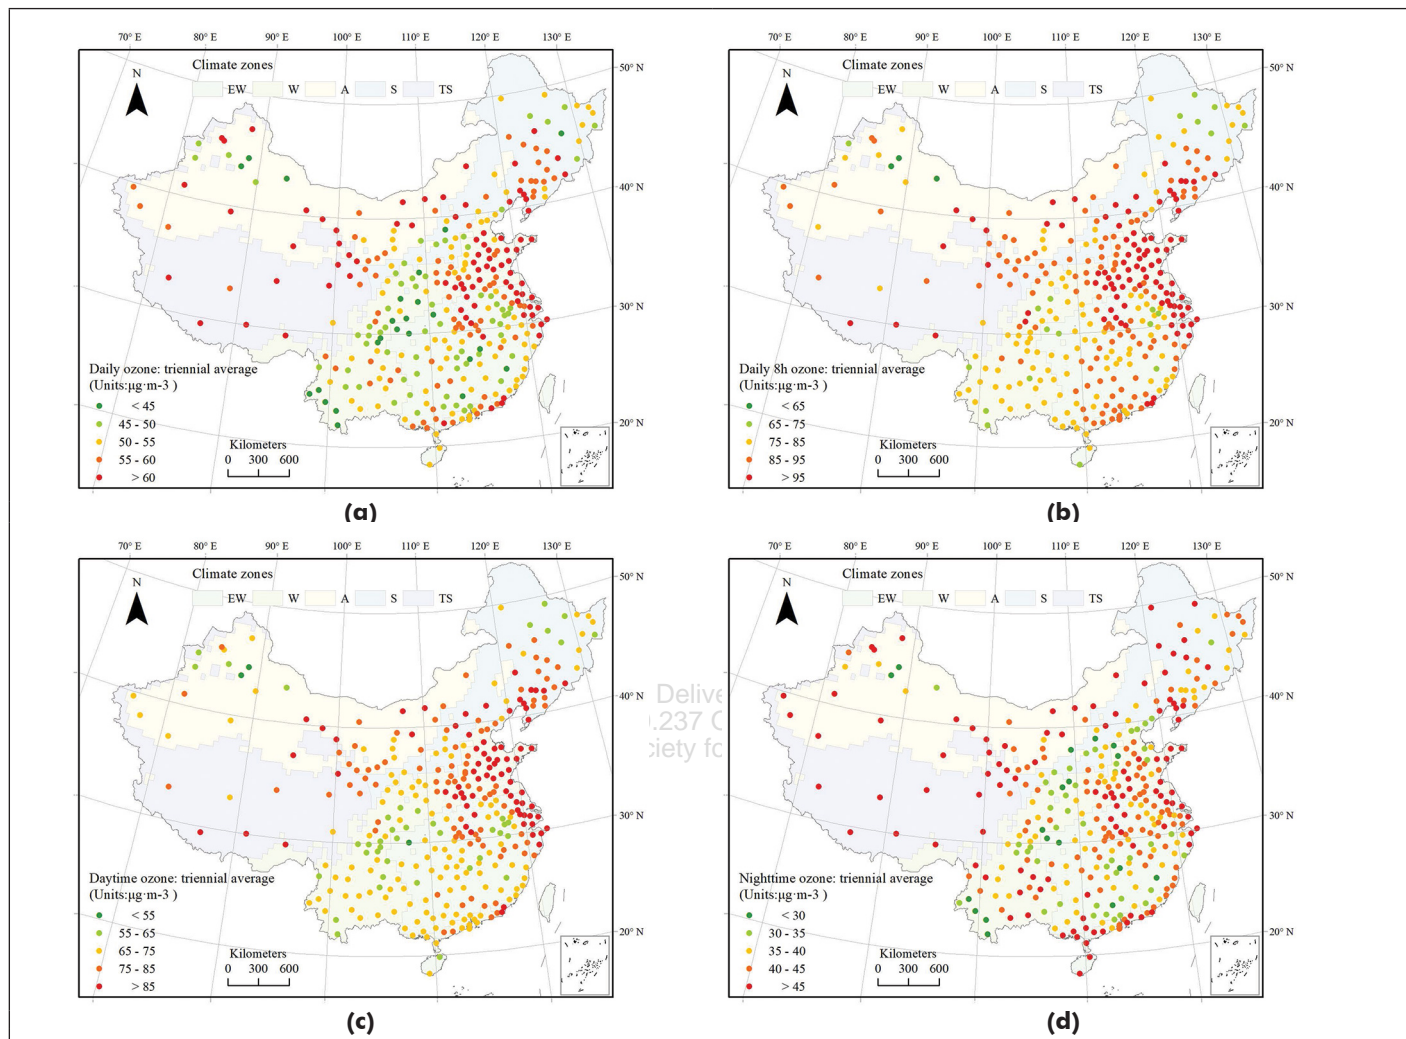 70° E 80° E 90° E 100° E 110° E 120° E 130° E
N
Climate zones
EW W A S TS
50° N
40° N
30° N
20° N
Daily ozone: triennial average
(Units:μg·m-3 )
< 45
45 - 50
50 - 55
55 - 60
> 60
Kilometers
0 300 600
(a)
70° E 80° E 90° E 100° E 110° E 120° E 130° E
N
Climate zones
EW W A S TS
50° N
40° N
30° N
20° N
Daily 8h ozone: triennial average
(Units:μg·m-3 )
< 65
65 - 75
75 - 85
85 - 95
> 95
Kilometers
0 300 600
(b)
70° E 80° E 90° E 100° E 110° E 120° E 130° E
N
Climate zones
EW W A S TS
50° N
40° N
30° N
20° N
Daytime ozone: triennial average
(Units:μg·m-3 )
< 55
55 - 65
65 - 75
75 - 85
> 85
Kilometers
0 300 600
(c)
Delive
.237 C
ciety fo
70° E 80° E 90° E 100° E 110° E 120° E 130° E
N
Climate zones
EW W A S TS
50° N
40° N
30° N
20° N
Nighttime ozone: triennial average
(Units:μg·m-3 )
< 30
30 - 35
35 - 40
40 - 45
> 45
Kilometers
0 300 600
(d)